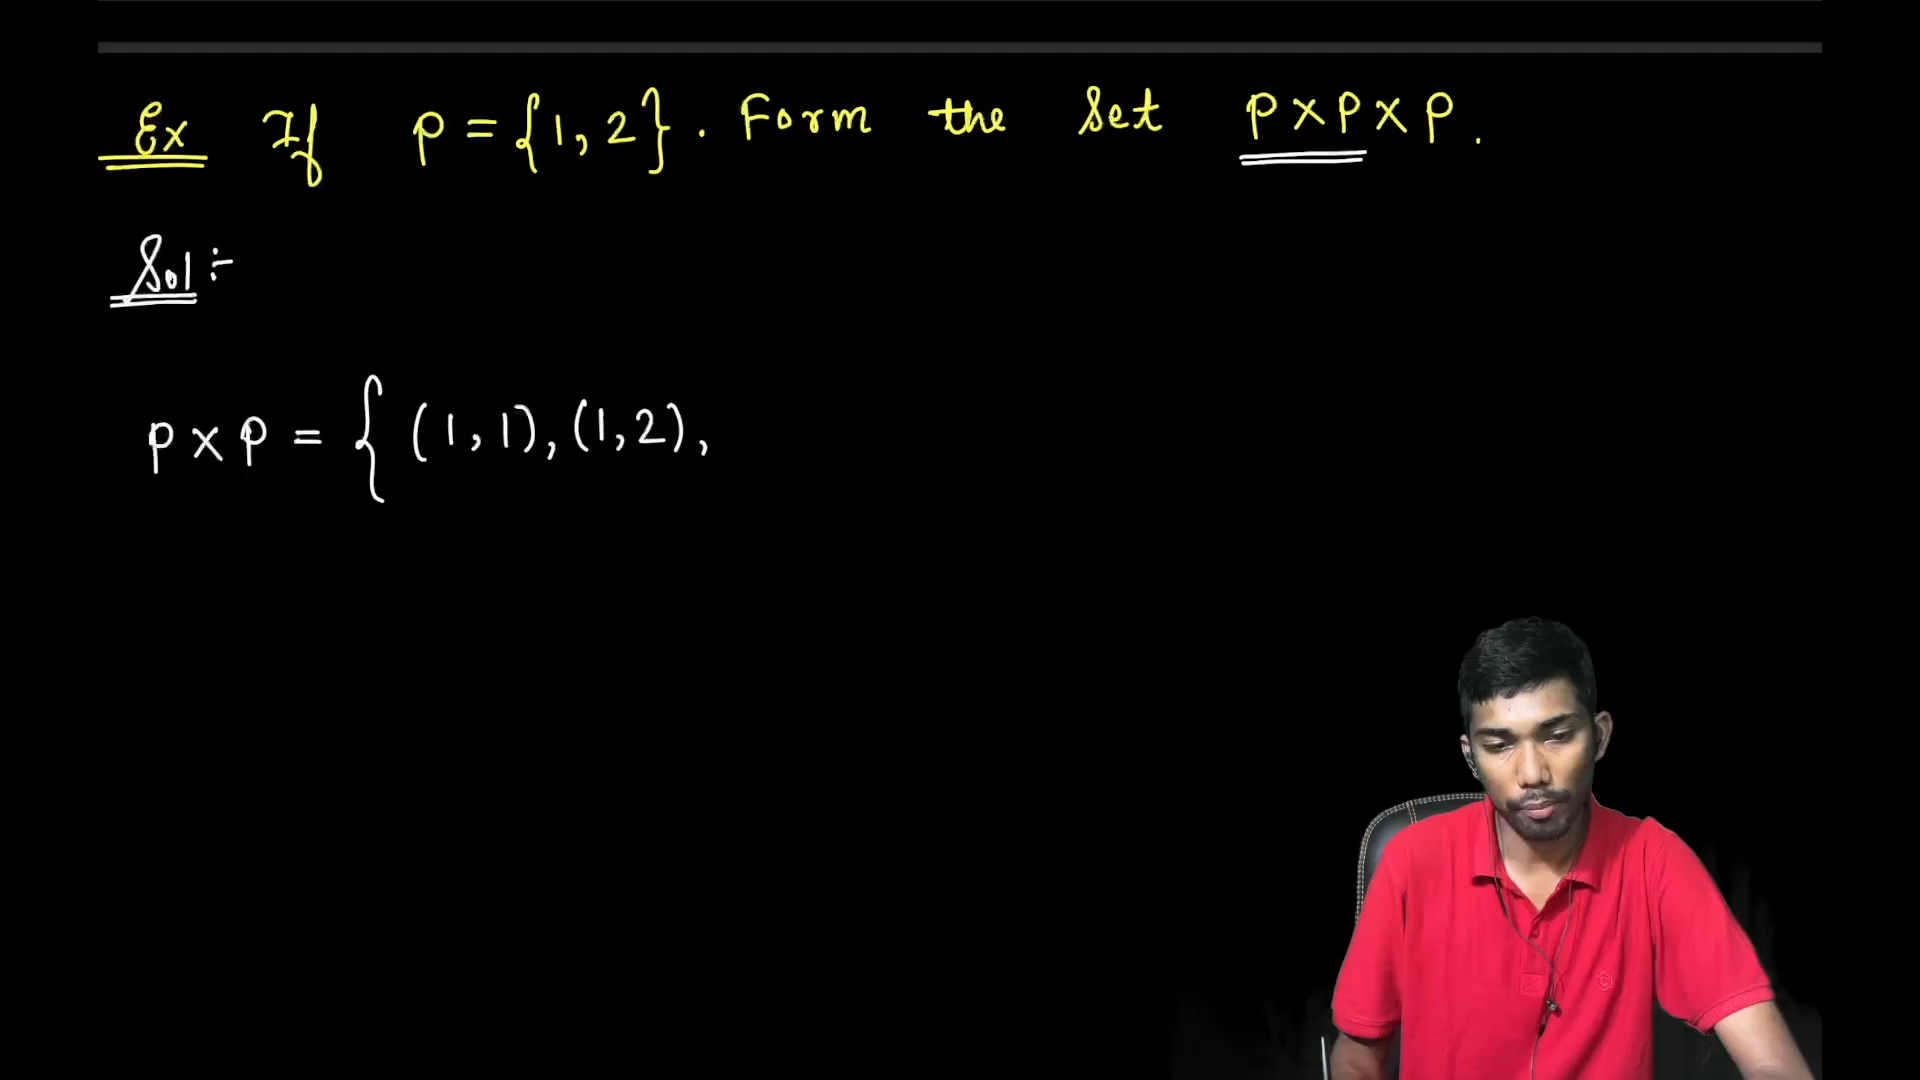 Ex If P = {1, 2}. Form the set P × P × P.
Sol:-
P × P = { (1, 1), (1, 2),